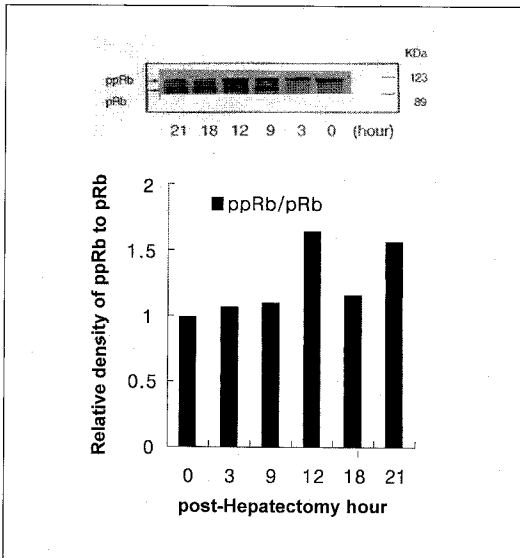 KDa
ppRb 123
pRb 89
21 18 12 9 3 0 (hour)
2
ppRb/pRb
1.5
1
0.5
0
Relative density of ppRb to pRb
0 3 9 12 18 21
post-Hepatectomy hour